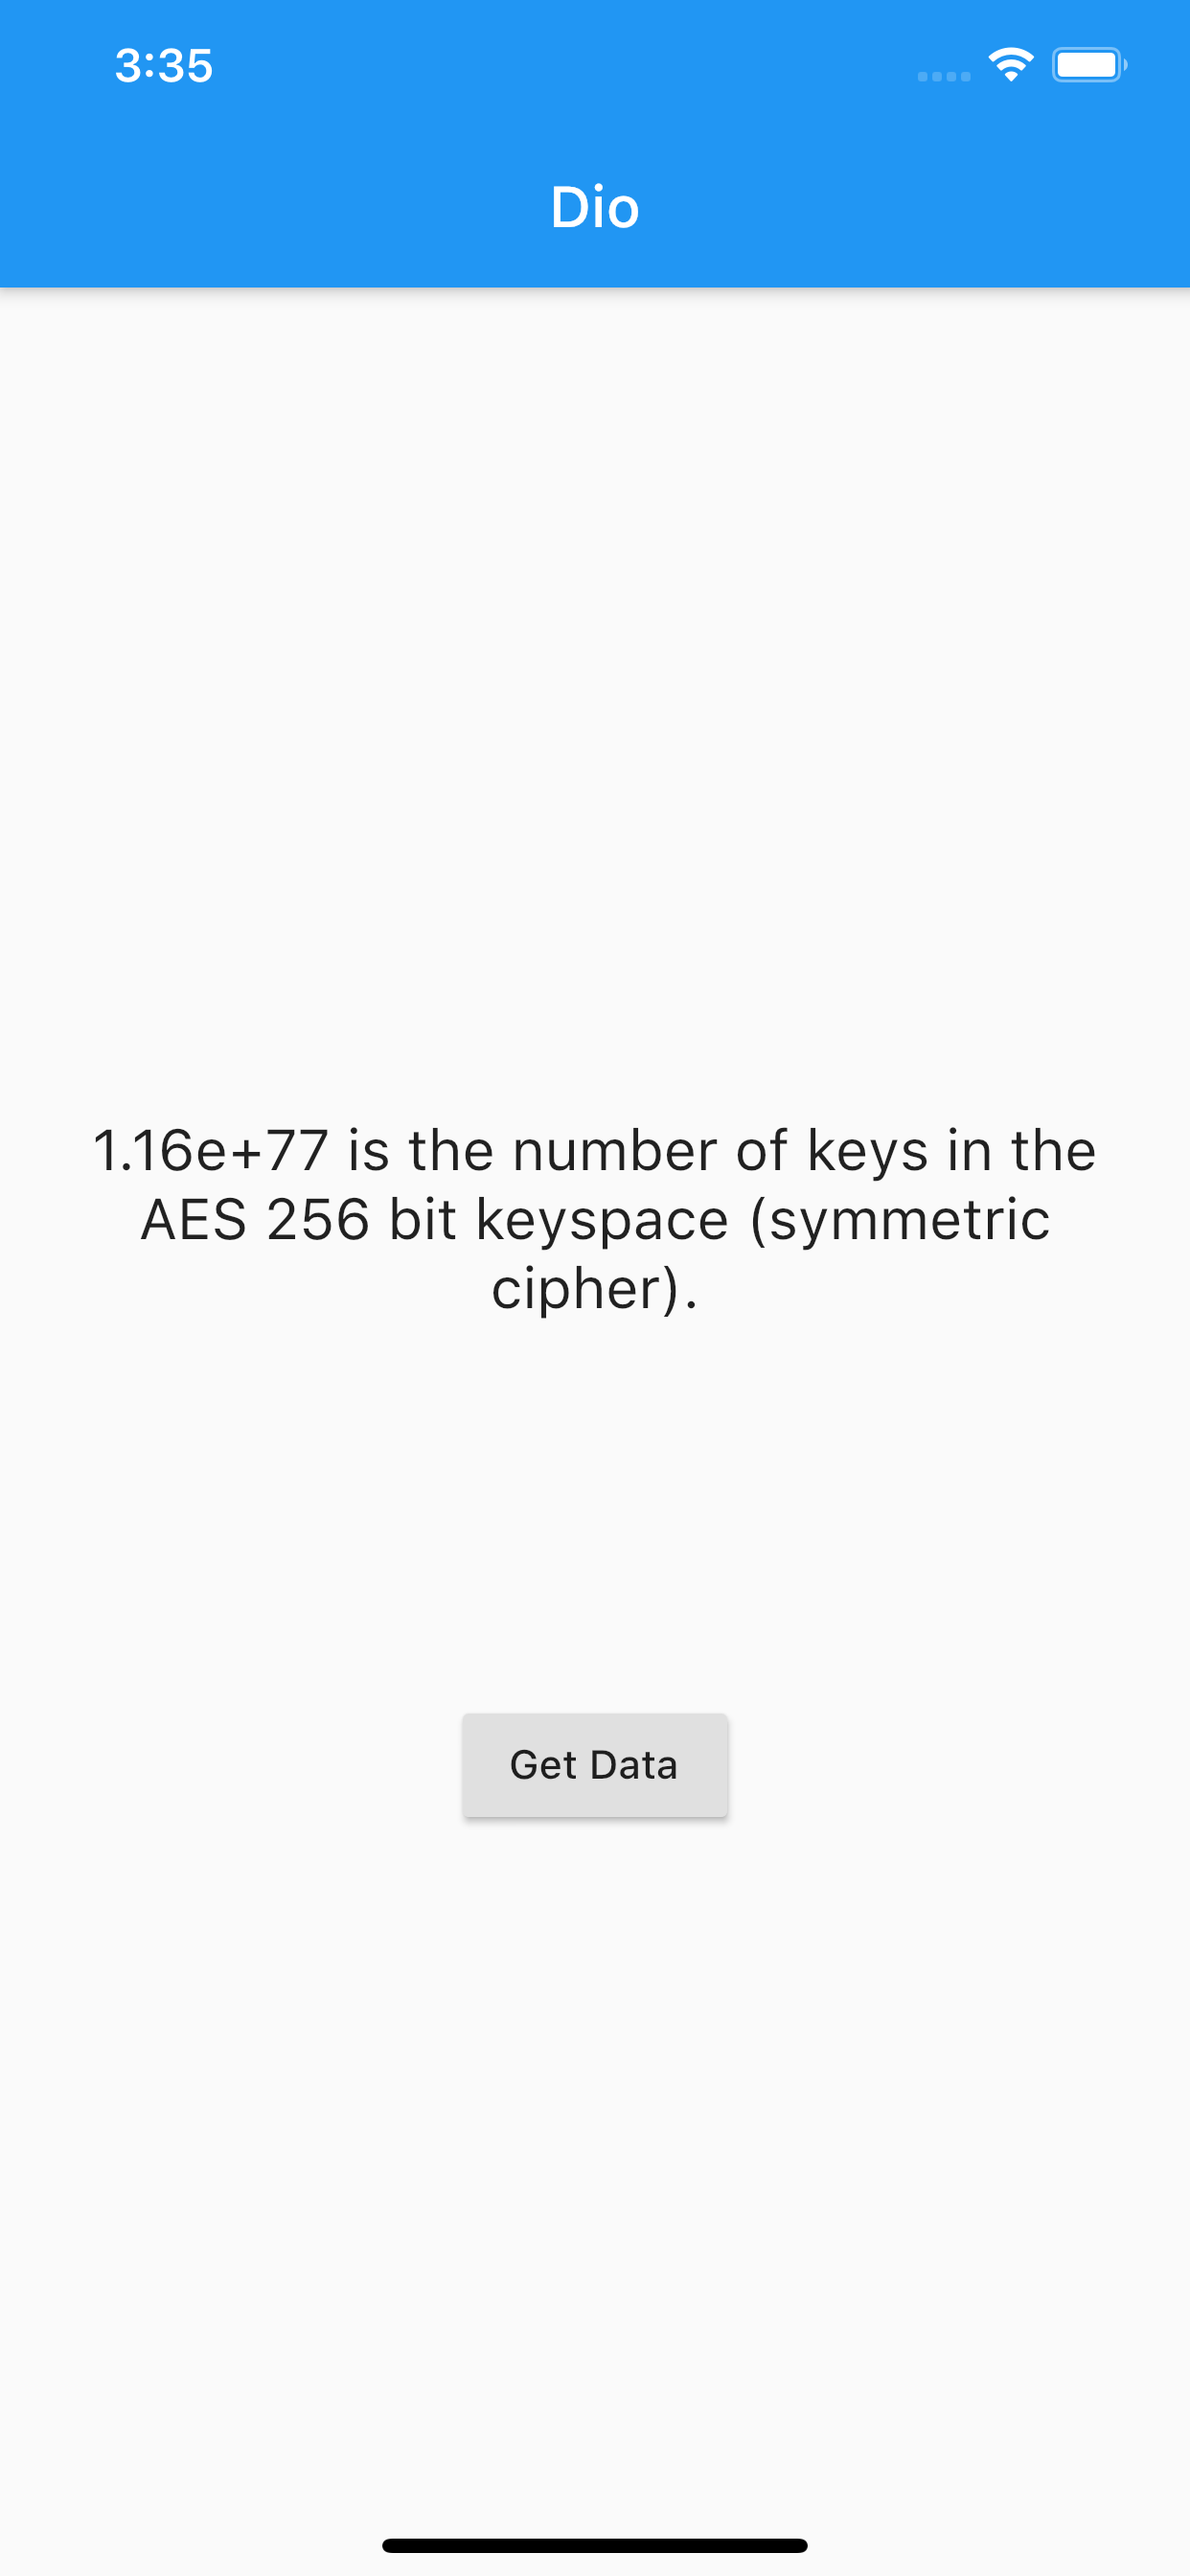 3:35
Dio
1.16e+77 is the number of keys in the
AES 256 bit keyspace (symmetric
cipher).
Get Data